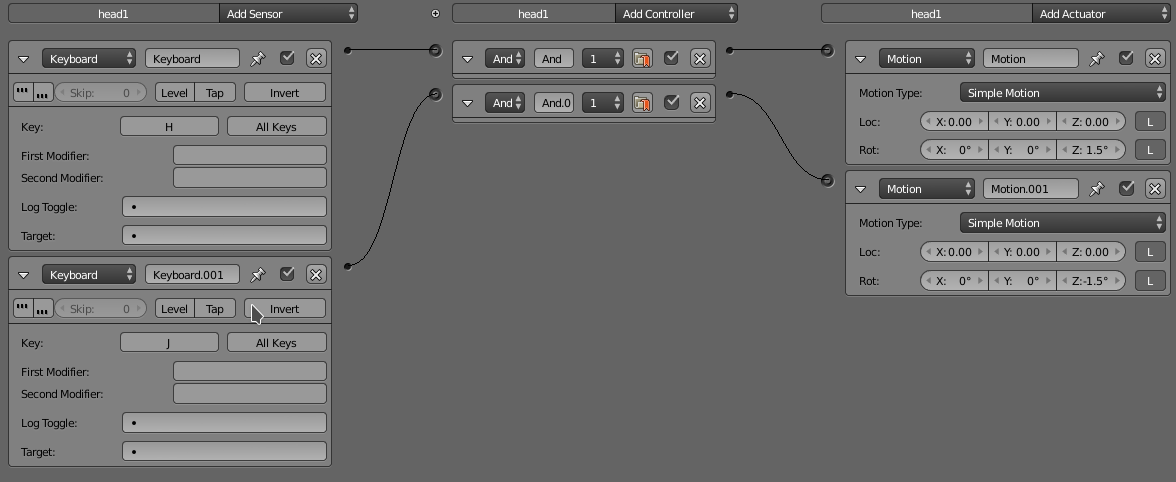 head1 Add Sensor head1 Add Controller head1 Add Actuator
Keyboard Keyboard
Skip: 0 Level Tap Invert
Key: H All Keys
First Modifier:
Second Modifier:
Log Toggle: •
Target: •
Keyboard Keyboard.001
Skip: 0 Level Tap Invert
Key: J All Keys
First Modifier:
Second Modifier:
Log Toggle: •
Target: •
And And 1
And And.0 1
Motion Motion
Motion Type: Simple Motion
Loc: X: 0.00 Y: 0.00 Z: 0.00 L
Rot: X: 0° Y: 0° Z: 1.5° L
Motion Motion.001
Motion Type: Simple Motion
Loc: X: 0.00 Y: 0.00 Z: 0.00 L
Rot: X: 0° Y: 0° Z:-1.5° L